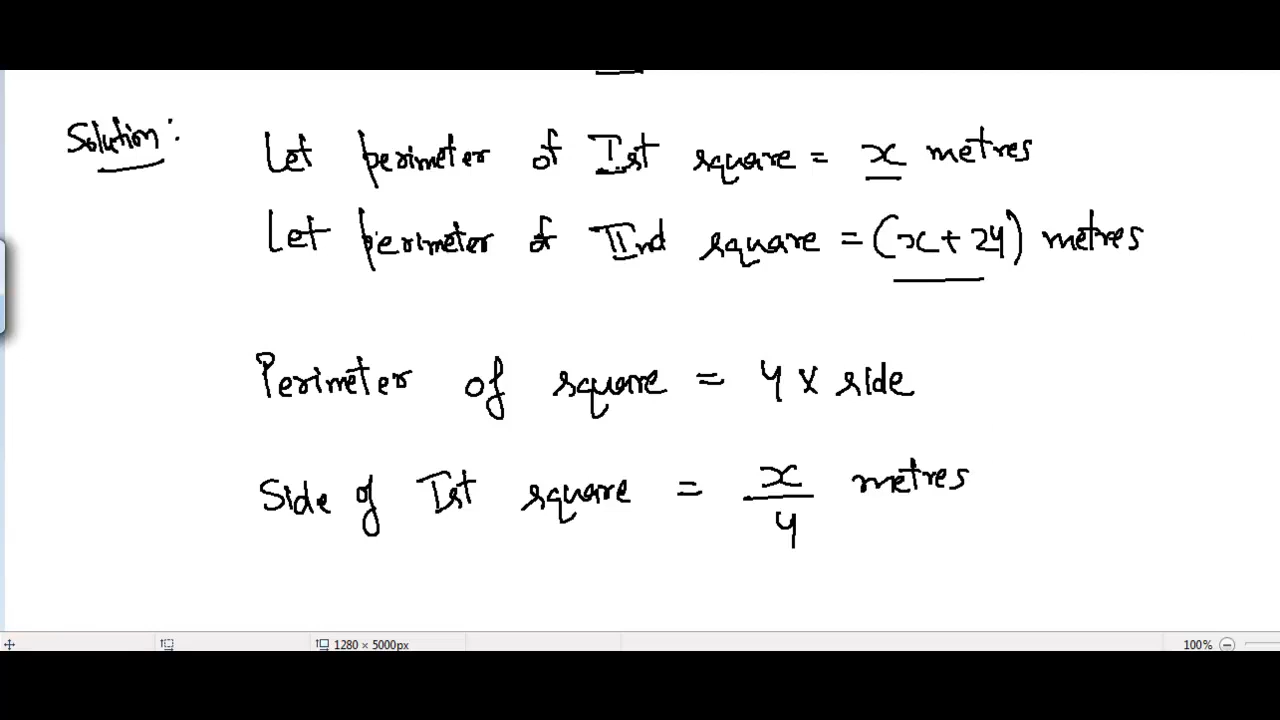 Solution:
Let perimeter of Ist square = x metres
Let perimeter of IInd square = (x + 24) metres
Perimeter of square = 4 x side
Side of Ist square = x/4 metres
1280 × 5000px
100%